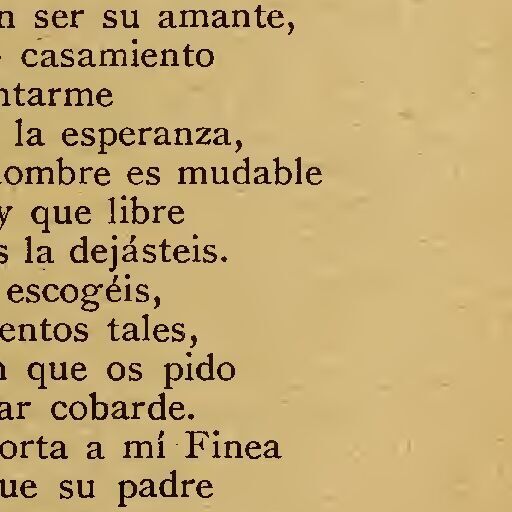 n ser su amante,
casamiento
ntarme
la esperanza,
ombre es mudable
y que libre
s la dejásteis.
escogéis,
entos tales,
que os pido
ar cobarde.
orta a mí Finea
ue su padre